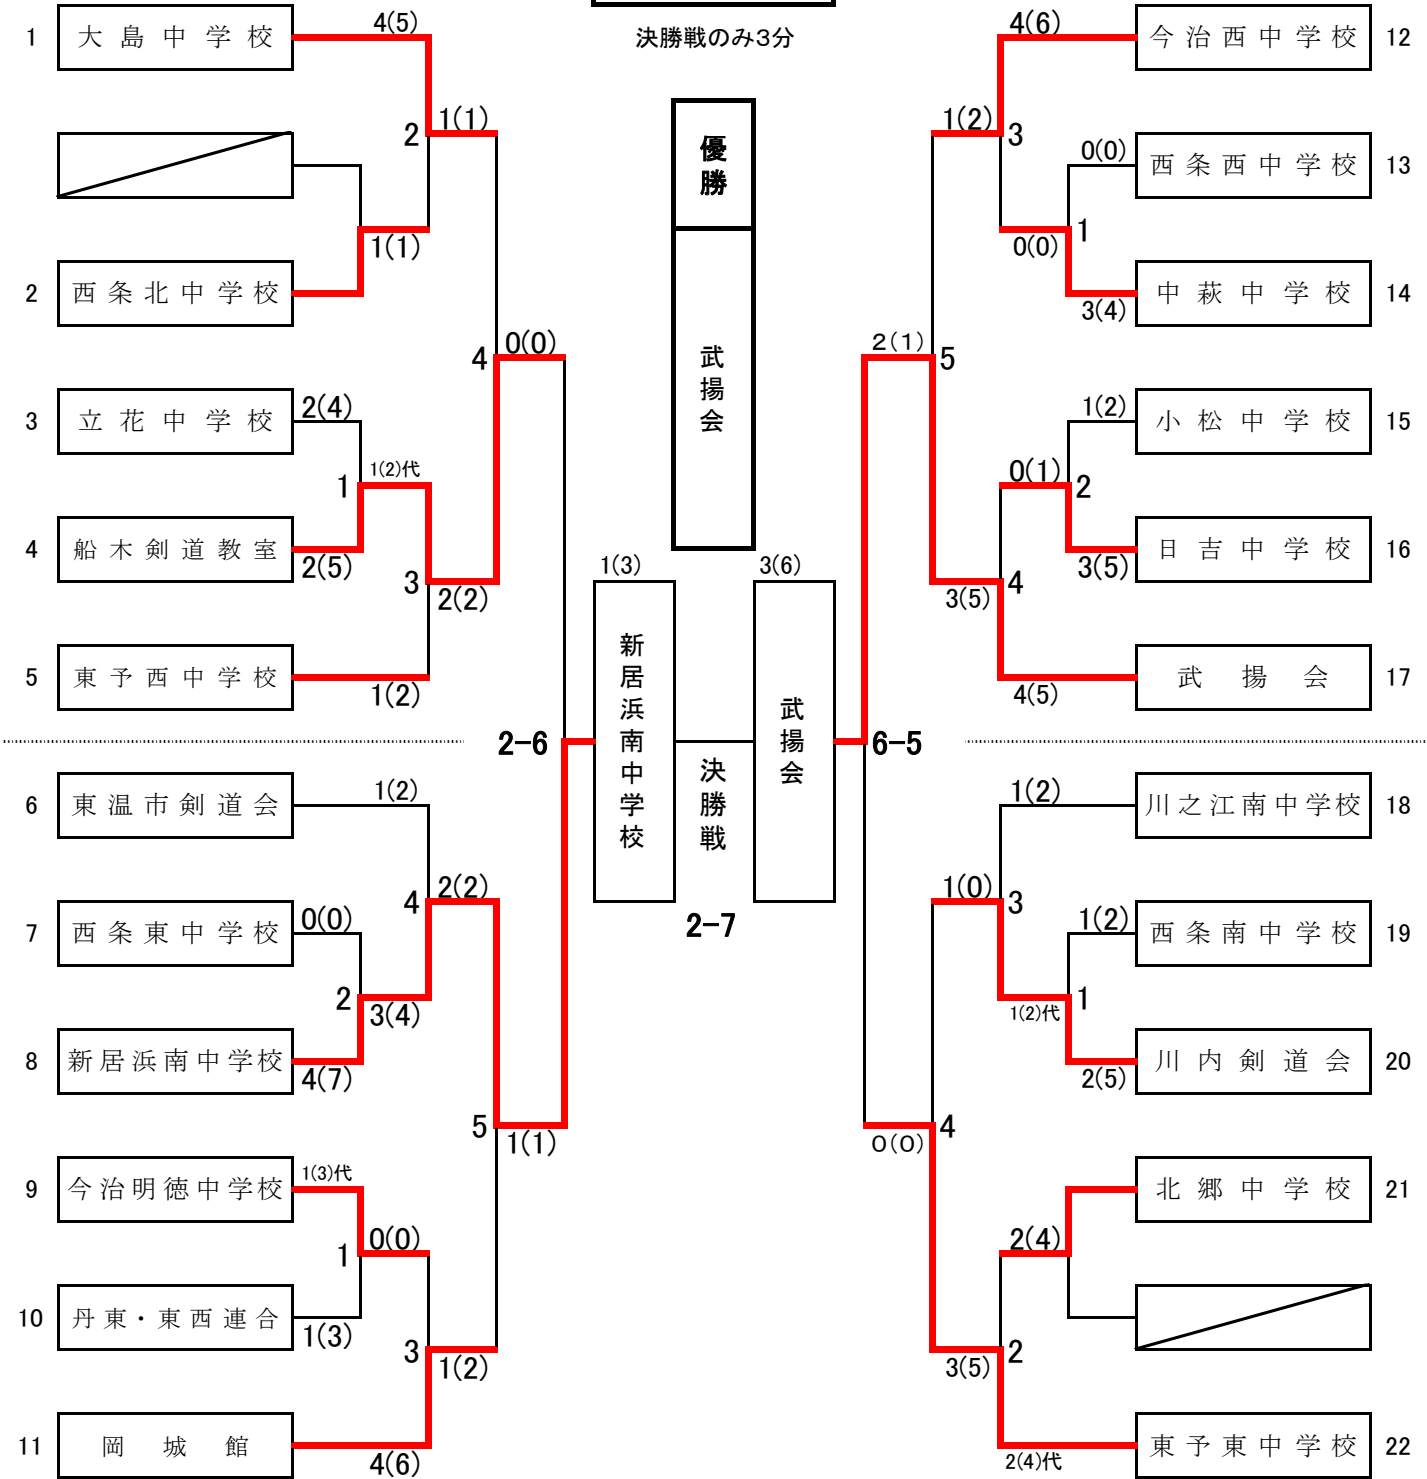 決勝戦のみ3分
優勝
武揚会
1 大島中学校 4(5)
2 1(1)
1(1)
2 西条北中学校
4 0(0)
3 立花中学校 2(4)
1 1(2)代
4 船木剣道教室 2(5)
3 2(2)
5 東予西中学校 1(2)
2-6
6 東温市剣道会 1(2)
4 2(2)
7 西条東中学校 0(0)
2 3(4)
8 新居浜南中学校 4(7)
5 1(1)
9 今治明徳中学校 1(3)代
1 0(0)
10 丹東・東西連合 1(3)
3 1(2)
11 岡城館 4(6)
1(3)
新居浜南中学校
決勝戦
2-7
3(6)
武揚会
4(6) 今治西中学校 12
1(2) 3
0(0) 西条西中学校 13
0(0) 1
3(4) 中萩中学校 14
2(1) 5
1(2) 小松中学校 15
0(1) 2
3(5) 日吉中学校 16
3(5) 4
4(5) 武揚会 17
6-5
1(2) 川之江南中学校 18
1(0) 3
1(2) 西条南中学校 19
1(2)代 1
2(5) 川内剣道会 20
0(0) 4
北郷中学校 21
2(4)
3(5) 2
2(4)代 東予東中学校 22